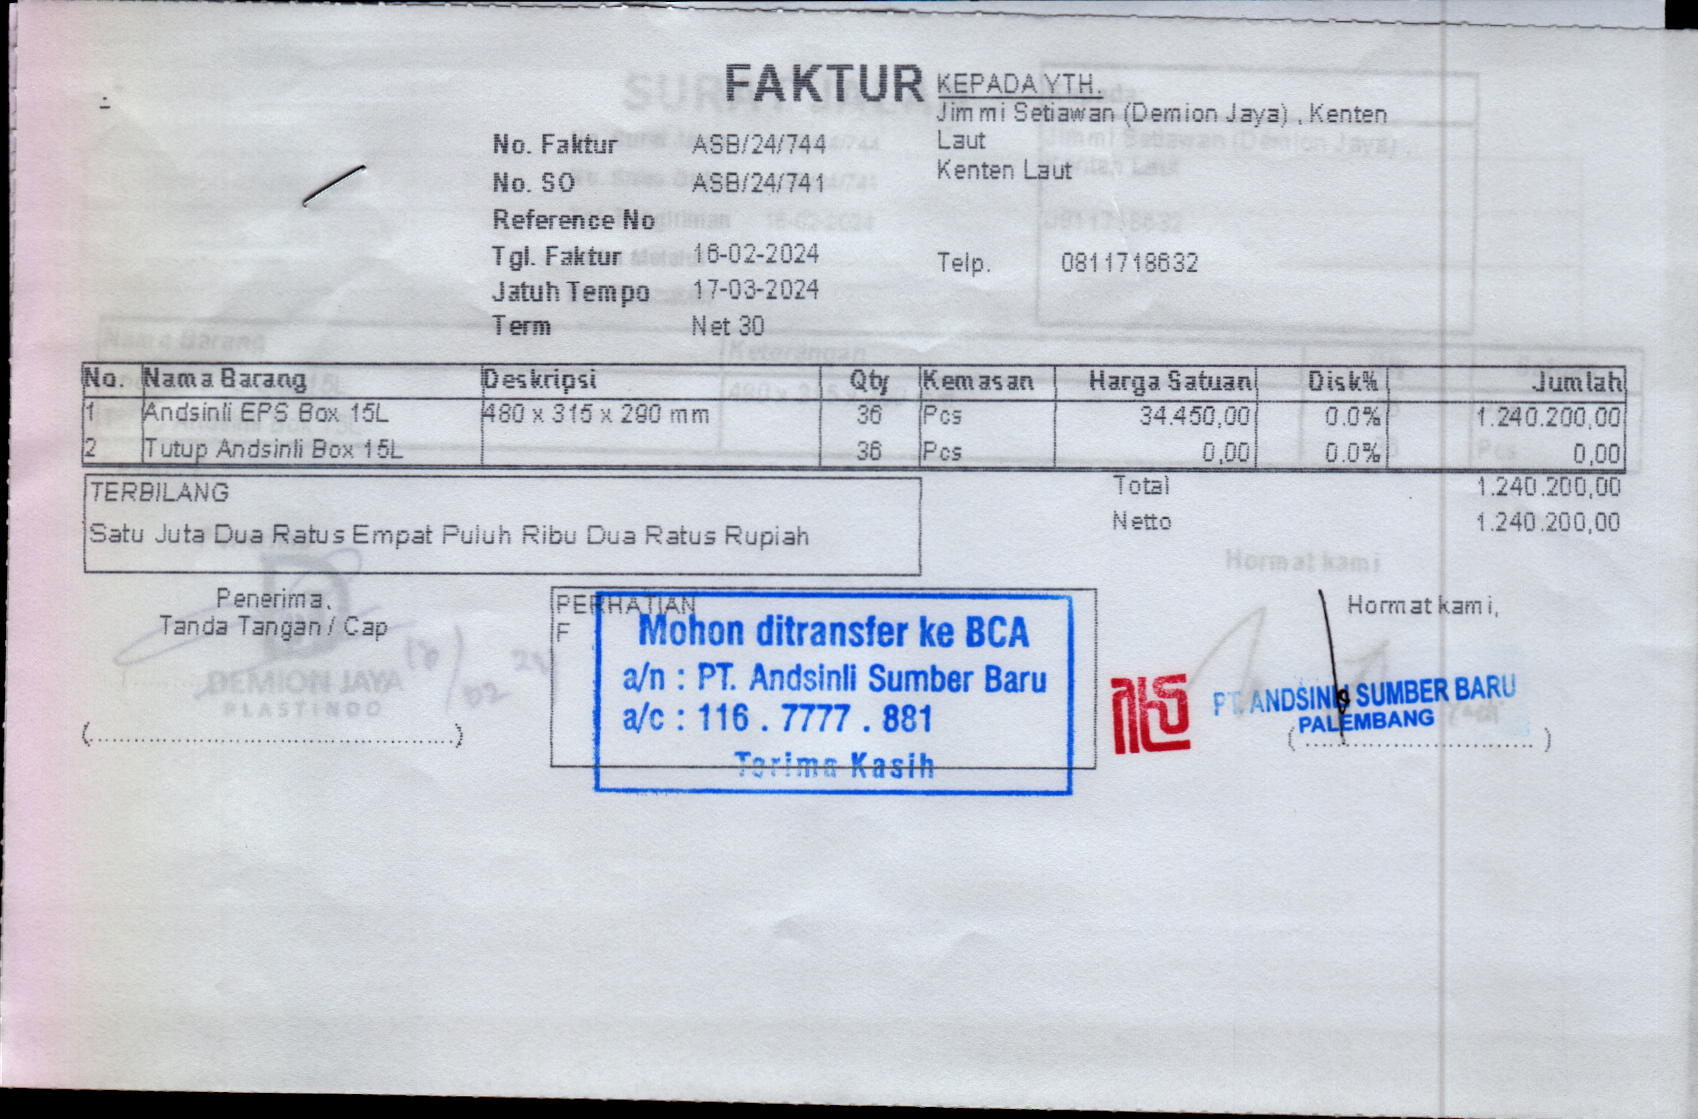 FAKTUR
No. Faktur ASB/24/744
No. SO ASB/24/741
Reference No
Tgl. Faktur 16-02-2024
Jatuh Tempo 17-03-2024
Term Net 30
KEPADA YTH.
Jimmi Setiawan (Demion Jaya) , Kenten
Laut
Kenten Laut
Telp. 0811718632
No. Nama Barang Deskripsi Qty Kemasan Harga Satuan Disk% Jumlah
1 Andsinli EPS Box 15L 480 x 315 x 290 mm 36 Pcs 34.450,00 0.0% 1.240.200,00
2 Tutup Andsinli Box 15L 36 Pcs 0,00 0.0% 0,00
TERBILANG
Satu Juta Dua Ratus Empat Puluh Ribu Dua Ratus Rupiah
Total 1.240.200,00
Netto 1.240.200,00
Penerima,
Tanda Tangan / Cap
DEMION JAYA
PLASTINDO
(............................................)
PERHATIAN
F
Mohon ditransfer ke BCA
a/n : PT. Andsinli Sumber Baru
a/c : 116 . 7777 . 881
Terima Kasih
Hormat kami
Hormat kami,
PT. ANDSINLI SUMBER BARU
PALEMBANG
(............................)